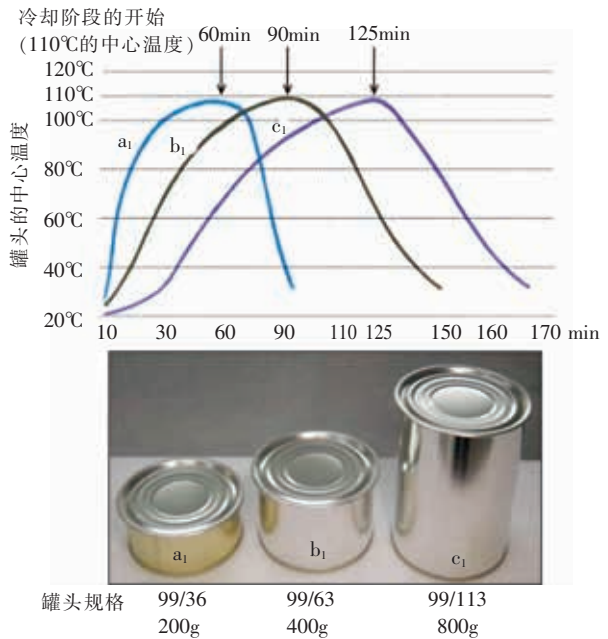 冷却阶段的开始
(110℃的中心温度)
60min 90min 125min
120℃
110℃
100℃
80℃
60℃
40℃
20℃
罐头的中心温度
a₁ b₁ c₁
10 30 60 90 110 125 150 160 170 min
a₁ b₁ c₁
罐头规格 99/36 99/63 99/113
200g 400g 800g